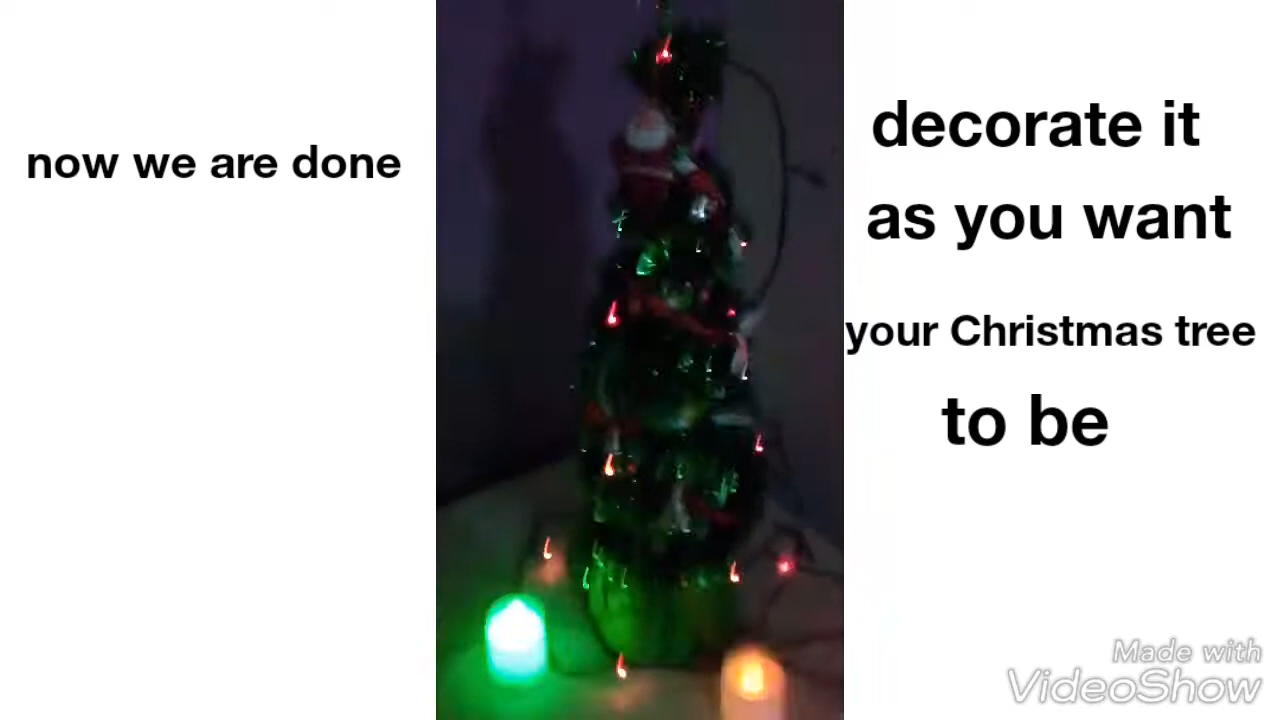 now we are done
decorate it
as you want
your Christmas tree
to be
Made with
VideoShow